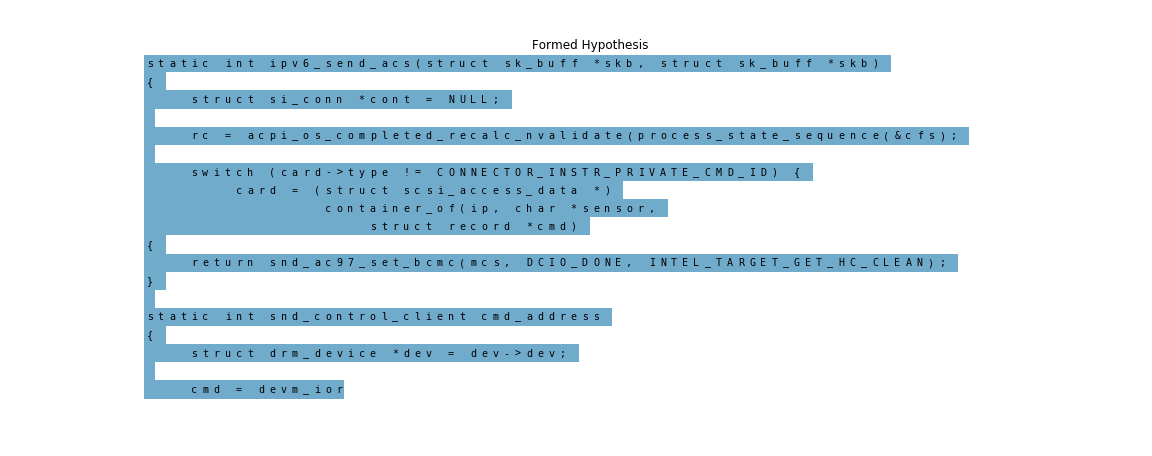 Formed Hypothesis
static int ipv6_send_acs(struct sk_buff *skb, struct sk_buff *skb)
{
    struct si_conn *cont = NULL;

    rc = acpi_os_completed_recalc_nvalidate(process_state_sequence(&cfs);

    switch (card->type != CONNECTOR_INSTR_PRIVATE_CMD_ID) {
        card = (struct scsi_access_data *)
                container_of(ip, char *sensor,
                    struct record *cmd)
{
    return snd_ac97_set_bcmc(mcs, DCIO_DONE, INTEL_TARGET_GET_HC_CLEAN);
}

static int snd_control_client cmd_address
{
    struct drm_device *dev = dev->dev;

    cmd = devm_ior